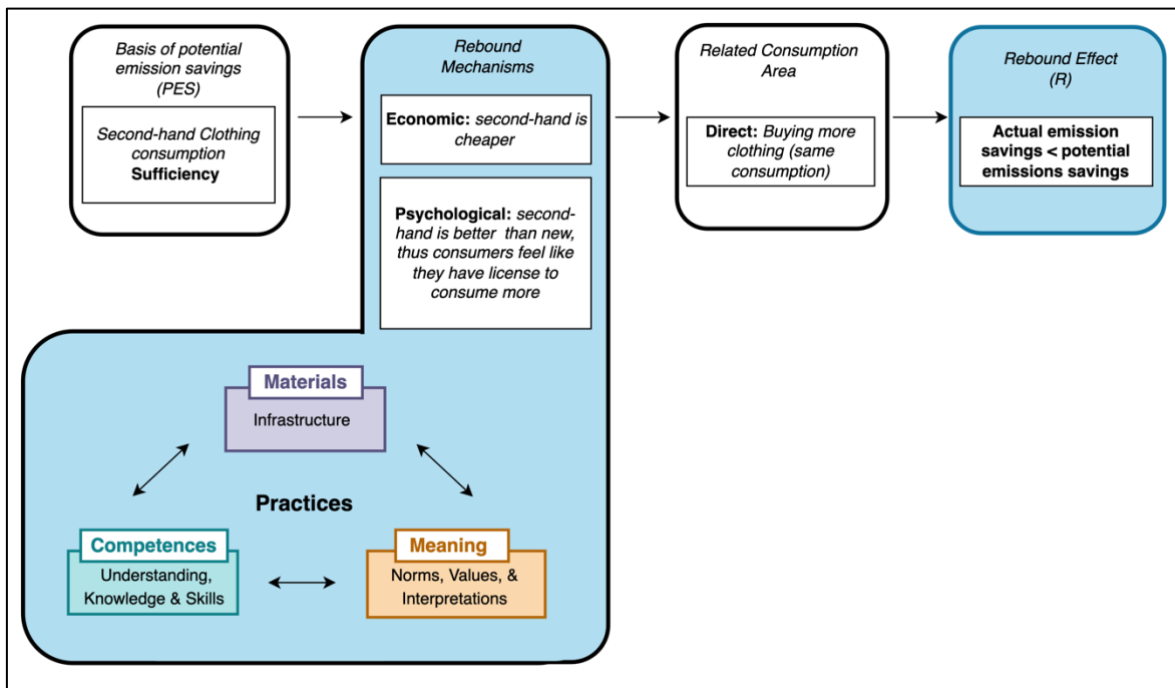 Basis of potential
emission savings
(PES)
Second-hand Clothing
consumption
Sufficiency
Rebound
Mechanisms
Economic: second-hand is
cheaper
Psychological: second-
hand is better than new,
thus consumers feel like
they have license to
consume more
Related Consumption
Area
Direct: Buying more
clothing (same
consumption)
Rebound Effect
(R)
Actual emission
savings < potential
emissions savings
Materials
Infrastructure
Practices
Competences
Understanding,
Knowledge & Skills
Meaning
Norms, Values, &
Interpretations